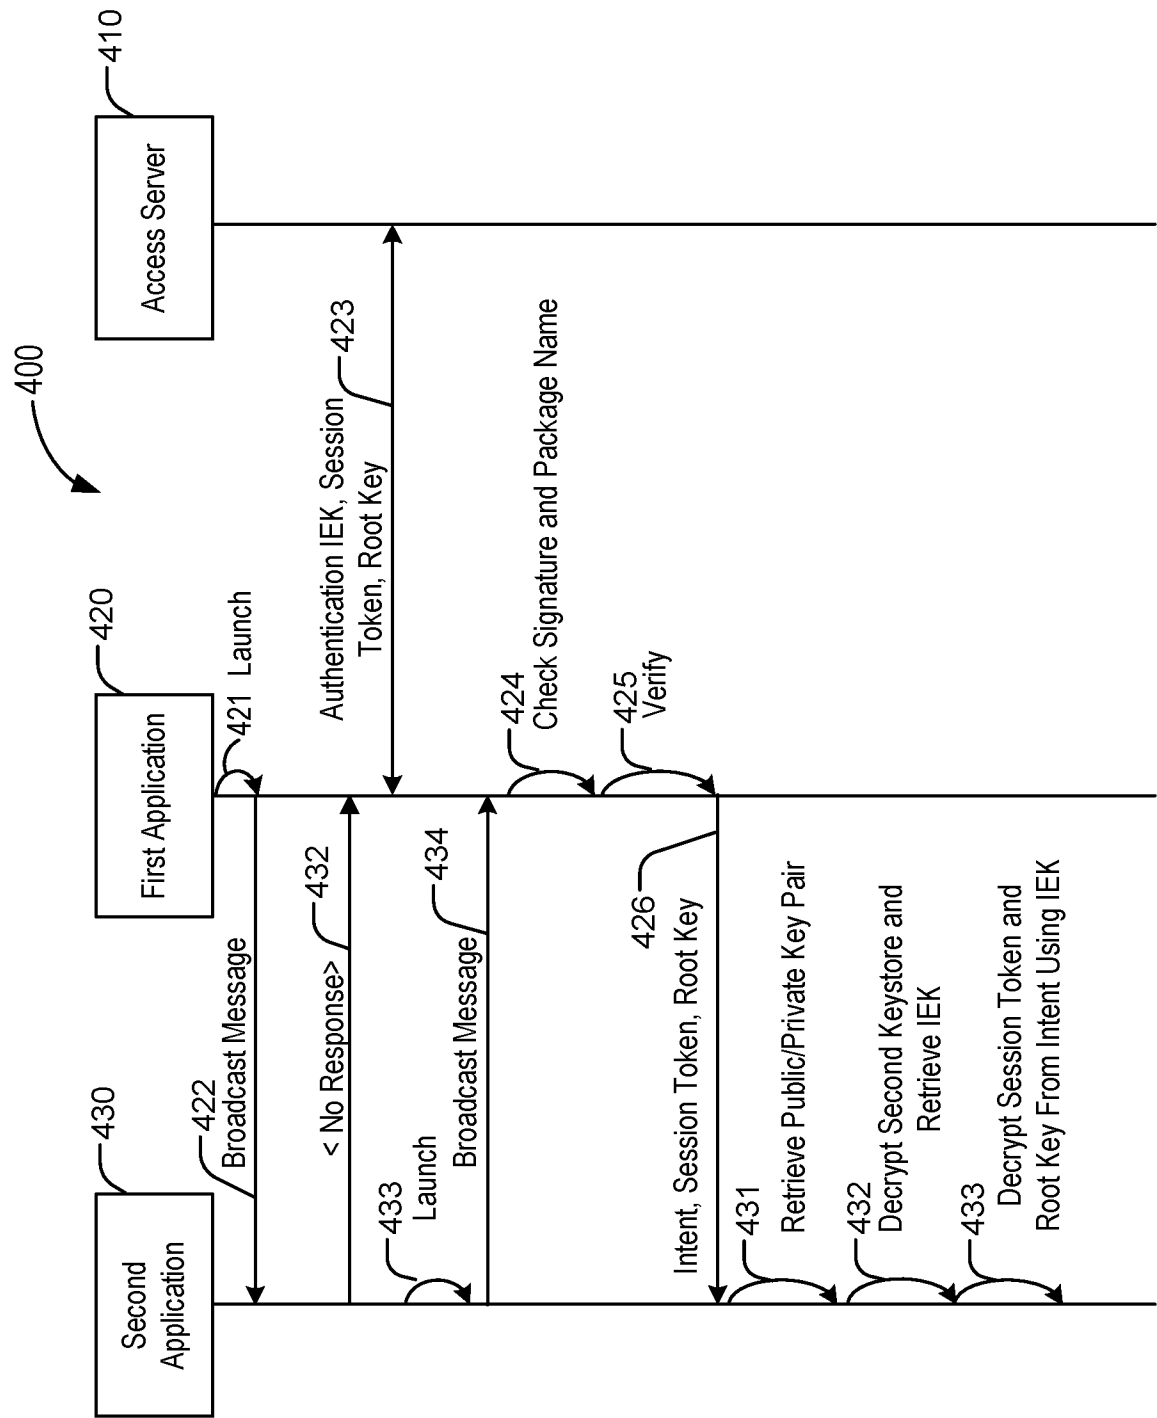 400
430
420
410
Second
Application
First Application
Access Server
421 Launch
422
Broadcast Message
< No Response>
432
Authentication IEK, Session
Token, Root Key
423
433
Launch
Broadcast Message
434
424
Check Signature and Package Name
425
Verify
426
Intent, Session Token, Root Key
431
Retrieve Public/Private Key Pair
432
Decrypt Second Keystore and
Retrieve IEK
433
Decrypt Session Token and
Root Key From Intent Using IEK